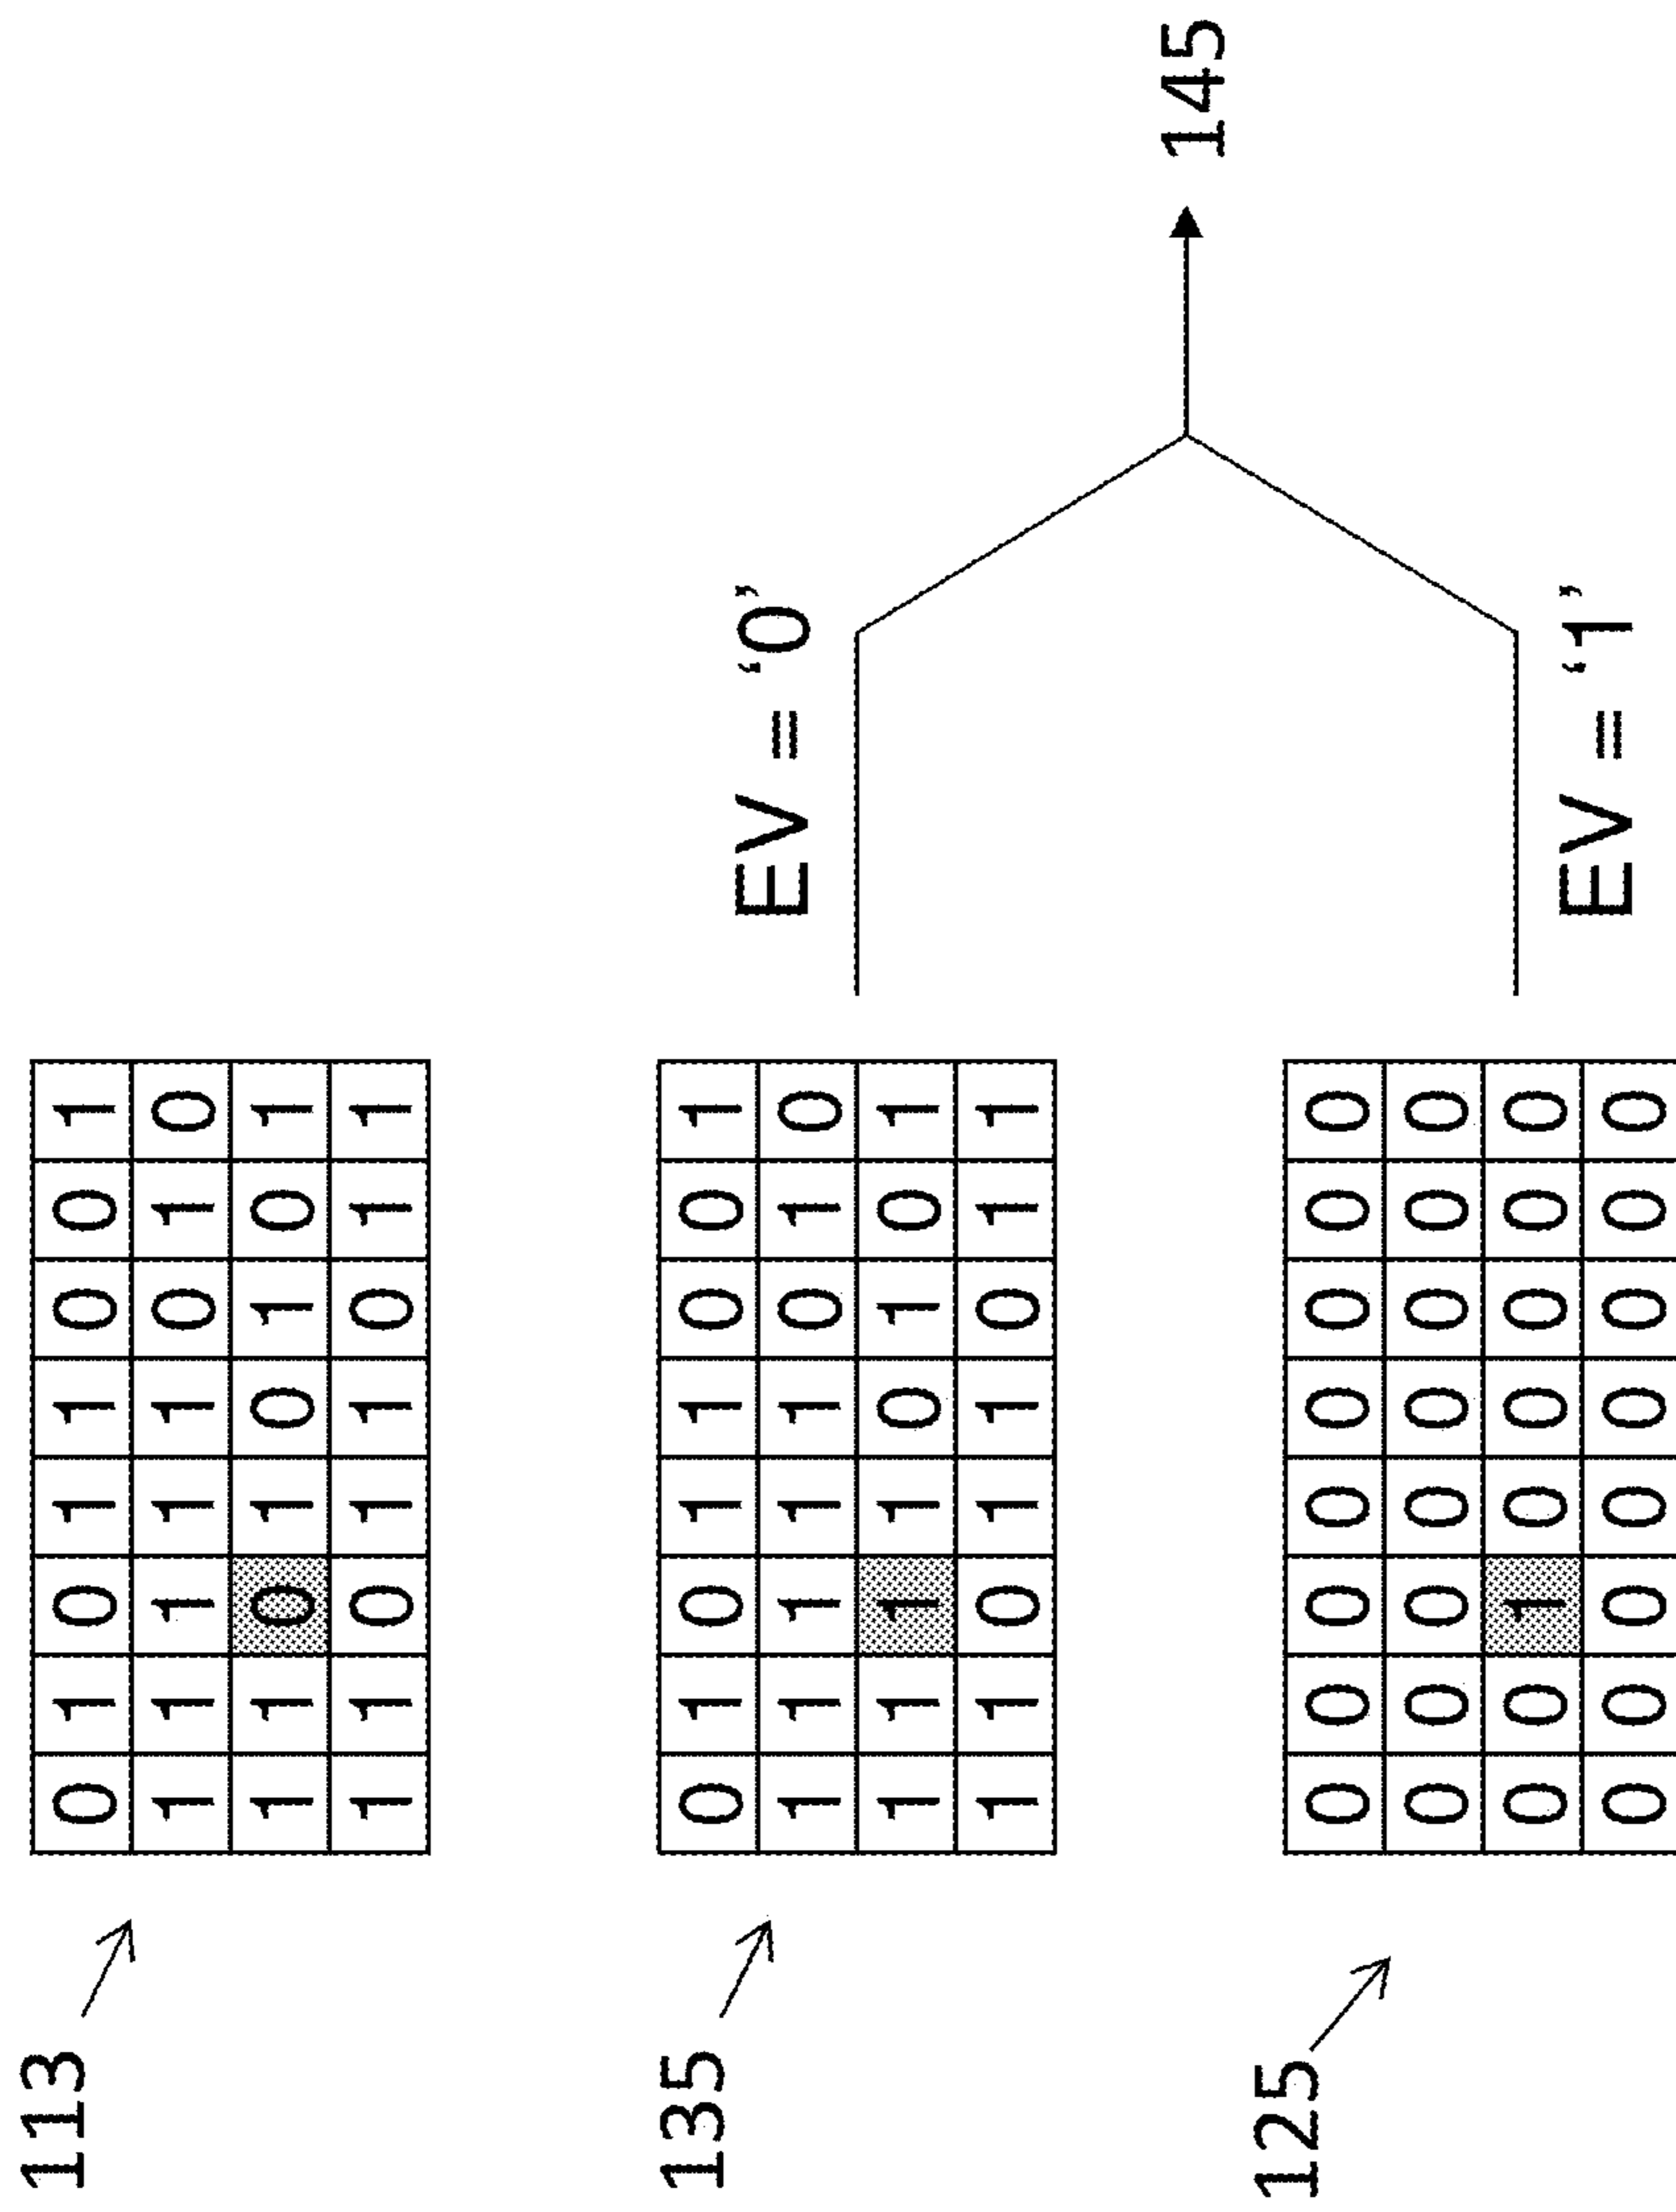 113
0 1 0 1 1 0 0 1
1 1 1 1 1 0 1 0
1 1 0 1 0 1 0 1
1 1 0 1 1 0 1 1
135
0 1 0 1 1 0 0 1
1 1 1 1 1 0 1 0
1 1 1 1 0 1 0 1
1 1 0 1 1 0 1 1
EV = ‘0’
145
125
0 0 0 0 0 0 0 0
0 0 0 0 0 0 0 0
0 0 1 0 0 0 0 0
0 0 0 0 0 0 0 0
EV = ‘1’